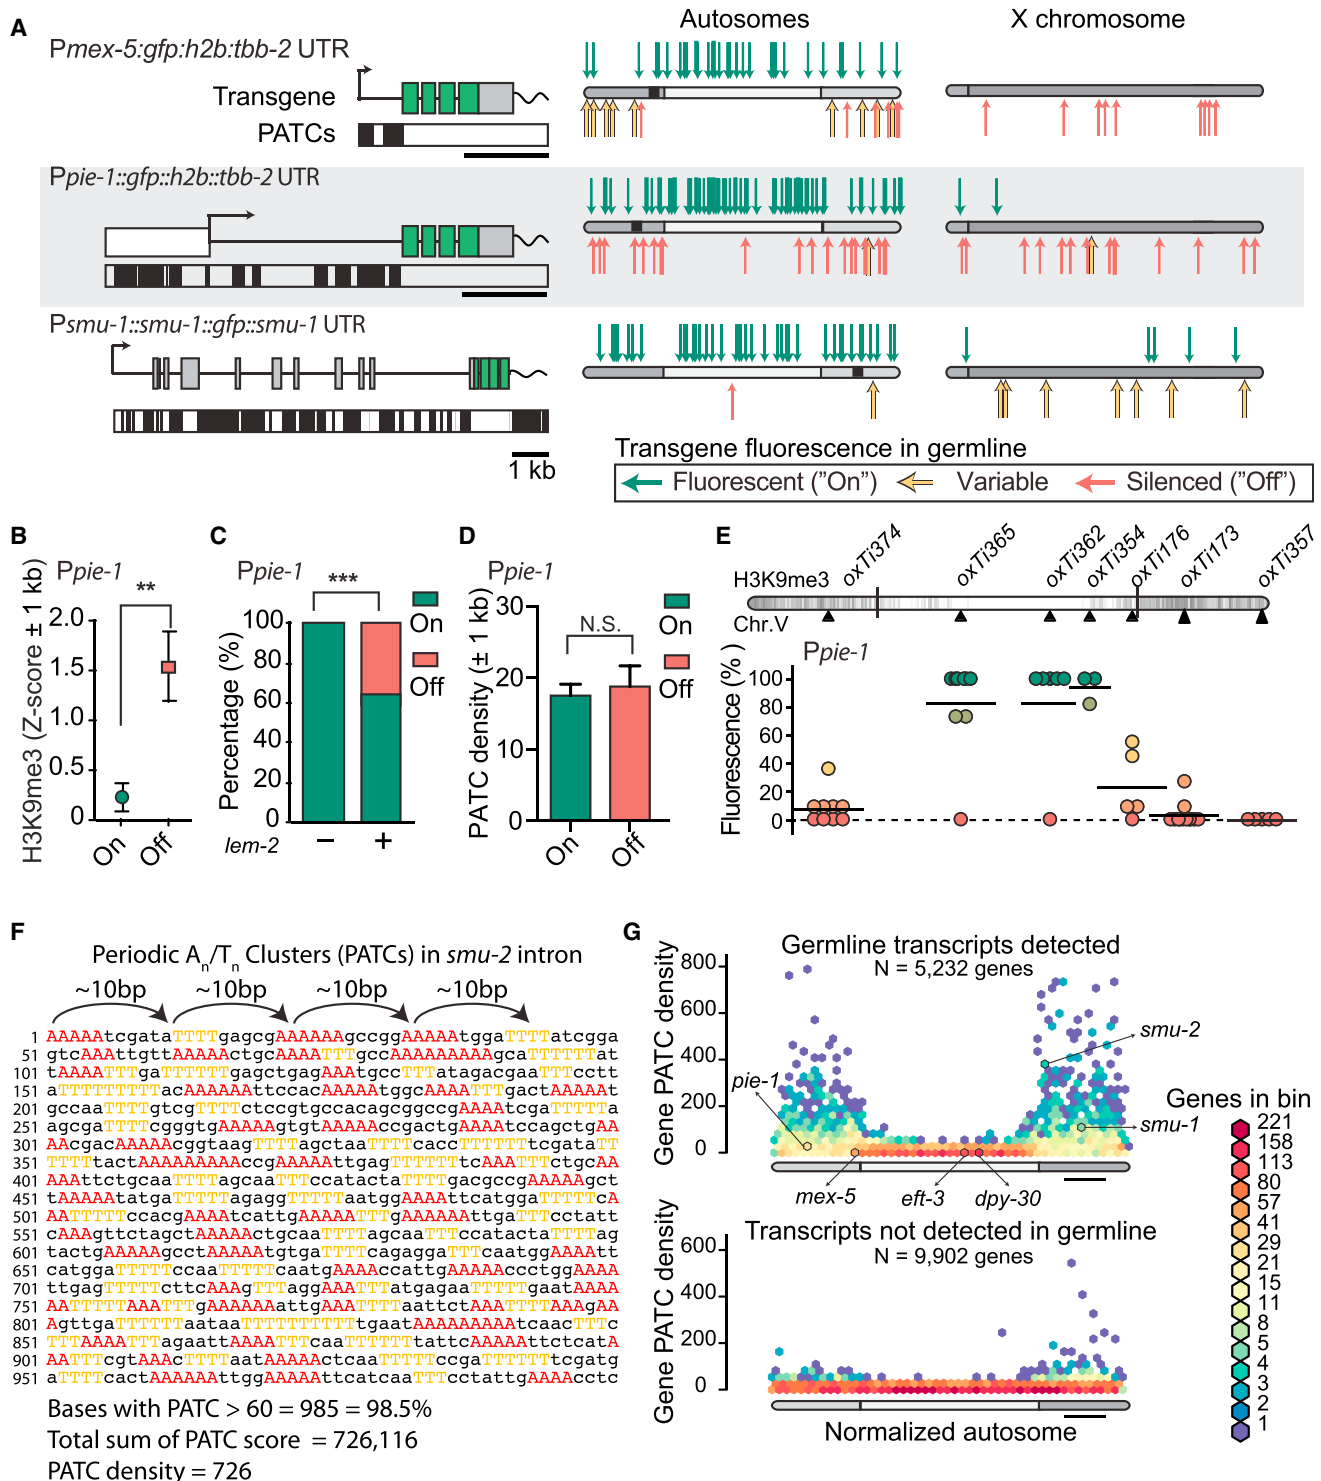 A
Autosomes
X chromosome
Pmex-5:gfp:h2b:tbb-2 UTR
Transgene
PATCs
Ppie-1::gfp::h2b::tbb-2 UTR
Psmu-1::smu-1::gfp::smu-1 UTR
1 kb
Transgene fluorescence in germline
Fluorescent ("On")
Variable
Silenced ("Off")
B
Ppie-1
**
H3K9me3 (Z-score ± 1 kb)
2.0
1.5
1.0
0.5
0
On
Off
C
Ppie-1
***
On
Off
Percentage (%)
100
80
60
40
20
0
lem-2
−
+
D
Ppie-1
N.S.
On
Off
PATC density (± 1 kb)
30
20
10
0
On
Off
E
H3K9me3
Chr.V
oxTi374
oxTi365
oxTi362
oxTi354
oxTi176
oxTi173
oxTi357
Ppie-1
Fluorescence (%)
100
80
60
40
20
0
F
Periodic An/Tn Clusters (PATCs) in smu-2 intron
~10bp ~10bp ~10bp ~10bp
1 AAAAAtcgataTTTTgagcgAAAAAAgccggAAAAAtggaTTTTatcgga
51 gtcAAAttgttAAAAActgcAAAATTTgccAAAAAAAAAgcaTTTTTTat
101 tAAAATTTgaTTTTTTgagctgagAAAtgccTTTatagacgaaTTTcctt
151 aTTTTTTTTTacAAAAAAttccacAAAAAtggcAAAATTTgactAAAAAt
201 gccaaTTTTgtcgTTTTctccgtgccacagcggccgAAAAtcgaTTTTTa
251 agcgaTTTTcgggtgAAAAAgtgtAAAAAccgacTTTTgAAAAtccagctgAA
301 AAcgacAAAAAcggtaagTTTTagctaaTTTTcaccTTTTTTtcgataTT
351 TTTTtactAAAAAAAAAccgAAAAAttgagTTTTTTtcAAATTTctgcAA
401 AAAttctgcaaTTTTagcaaTTTccatactaTTTTgacgccgAAAAAgct
451 tAAAAAtatgaTTTTagaggTTTTTaatggAAAAttcatggaTTTTTtcA
501 AATTTTTccacgAAAAtcattgAAAAATTTgAAAAAAttgaTTTcctatt
551 cAAAgttctagctAAAAActgcaaTTTTagcaaTTTccatactaTTTTag
601 tactgAAAAAgcctAAAAAtgtgaTTTTcagaggaTTTcaatggAAAAtt
651 catggaTTTTTccaaTTTTTcaatgAAAAccattgAAAAAccctggAAAA
701 ttgagTTTTTcttcAAAgTTTaggAAATTTatgagaaTTTTTgaatAAAA
751 AATTTTTAAATTTgAAAAAAattgAAATTTTaattctAAATTTTAAAgAA
801 AgttgaTTTTTTaataaTTTTTTTTTTtgaatAAAAAAAAAtcaacTTTc
851 TTTAAAATTTagaattAAAATTTcaaTTTTTTtattcAAAAAttctcatA
901 AATTTcgtAAAcTTTTaatAAAAActcaaTTTTTccgaTTTTTTtcgatg
951 aTTTTcactAAAAAAttggAAAAAttcatcaaTTTcctattgAAAAcctc
Bases with PATC > 60 = 985 = 98.5%
Total sum of PATC score = 726,116
PATC density = 726
G
Germline transcripts detected
N = 5,232 genes
Gene PATC density
800
600
400
200
0
pie-1
smu-2
smu-1
mex-5
eft-3
dpy-30
Transcripts not detected in germline
N = 9,902 genes
Gene PATC density
600
400
200
0
Normalized autosome
Genes in bin
221
158
113
80
57
41
29
21
15
11
8
5
4
3
2
1